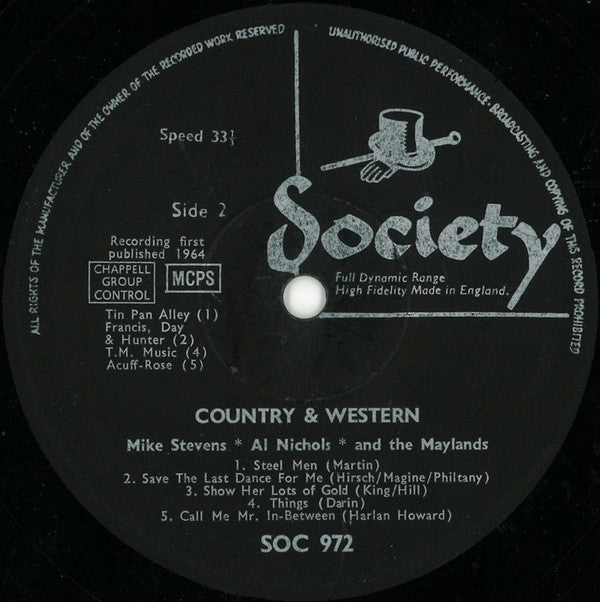 ALL RIGHTS OF THE MANUFACTURER AND OF THE OWNER OF THE RECORDED WORK RESERVED
UNAUTHORISED PUBLIC PERFORMANCE BROADCASTING AND COPYING OF THIS RECORD PROHIBITED
Speed 33⅓
Side 2
Society
Recording first
published 1964
CHAPPELL
GROUP
CONTROL
MCPS
Full Dynamic Range
High Fidelity Made in England.
Tin Pan Alley (1)
Francis, Day
& Hunter (2)
T.M. Music (4)
Acuff-Rose (5)
COUNTRY & WESTERN
Mike Stevens * Al Nichols * and the Maylands
1. Steel Men (Martin)
2. Save The Last Dance For Me (Hirsch/Magine/Philtany)
3. Show Her Lots of Gold (King/Hill)
4. Things (Darin)
5. Call Me Mr. In-Between (Harlan Howard)
SOC 972